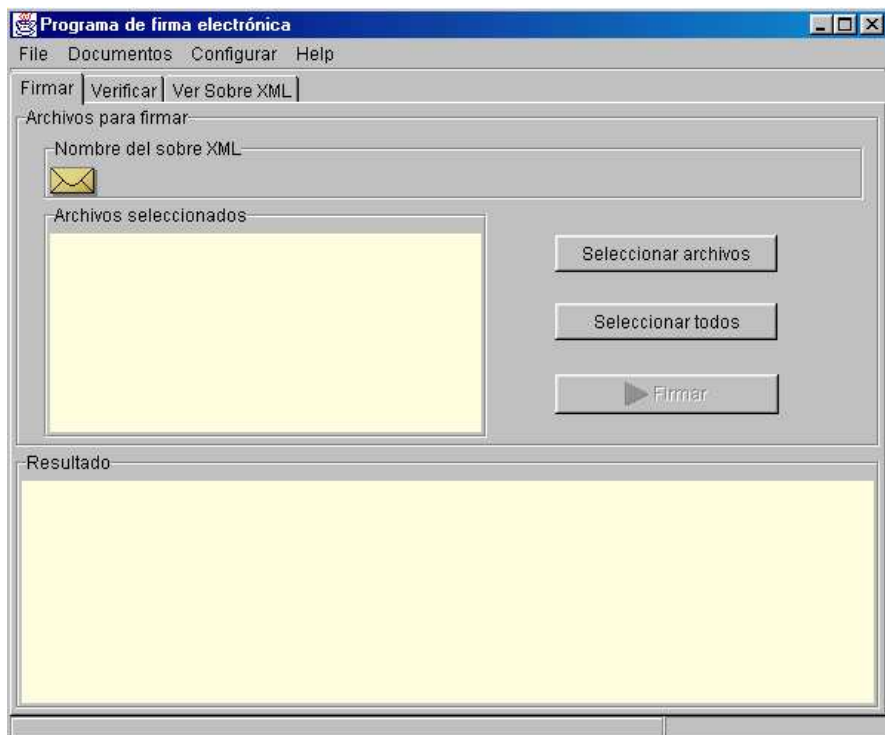 Programa de firma electrónica
File Documentos Configurar Help
Firmar Verificar Ver Sobre XML
Archivos para firmar
Nombre del sobre XML
Archivos seleccionados
Seleccionar archivos
Seleccionar todos
Firmar
Resultado